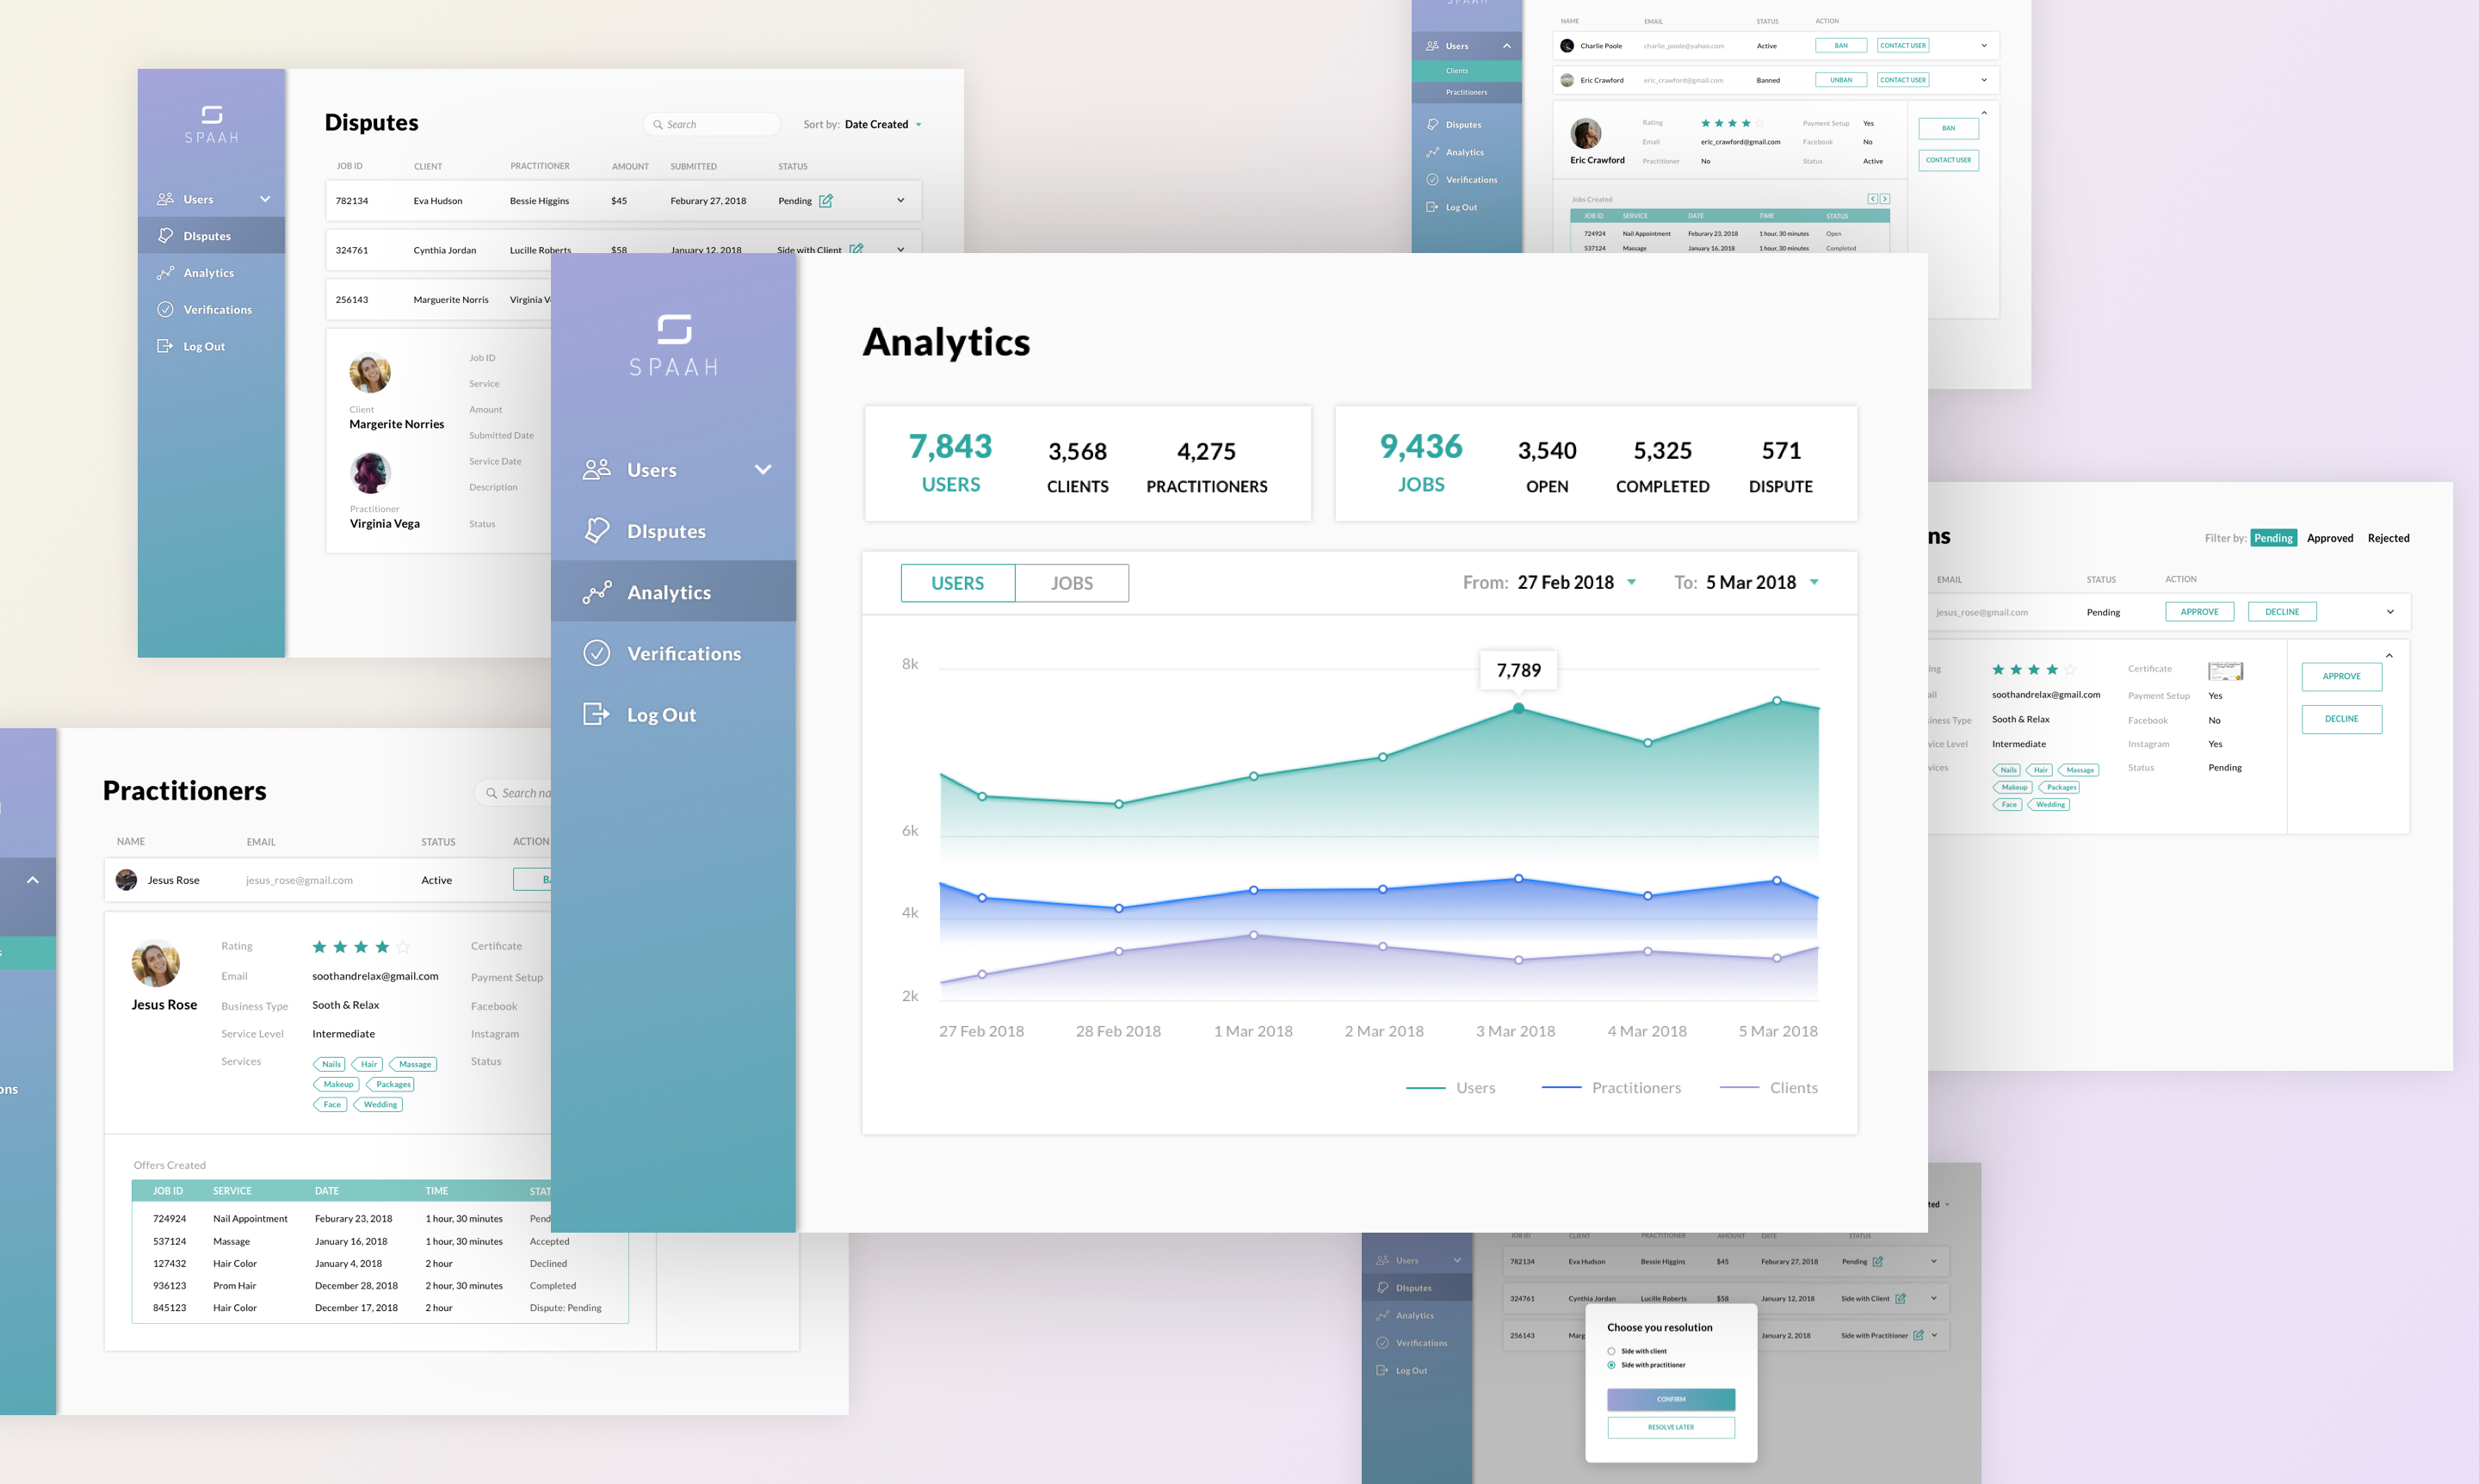 SPAAH
Users
DIsputes
Analytics
Verifications
Log Out
Disputes
Search
Sort by: Date Created
JOB ID CLIENT PRACTITIONER AMOUNT SUBMITTED STATUS
782134 Eva Hudson Bessie Higgins $45 Feburary 27, 2018 Pending
324761 Cynthia Jordan Lucille Roberts $58 January 12, 2018 Side with Client
256143 Marguerite Norris Virginia V
Client
Margerite Norries
Practitioner
Virginia Vega
Job ID
Service
Amount
Submitted Date
Service Date
Description
Status
SPAAH
Users
Clients
Practitioners
Disputes
Analytics
Verifications
Log Out
NAME EMAIL STATUS ACTION
Charlie Poole charlie_poole@yahoo.com Active BAN CONTACT USER
Eric Crawford eric_crawford@gmail.com Banned UNBAN CONTACT USER
Eric Crawford
Rating Payment Setup Yes
Email eric_crawford@gmail.com Facebook No
Practitioner No Status Active
BAN
CONTACT USER
Jobs Created
JOB ID SERVICE DATE TIME STATUS
724924 Nail Appointment Feburary 23, 2018 1 hour, 30 minutes Open
537124 Massage January 16, 2018 1 hour, 30 minutes Completed
SPAAH
Users
DIsputes
Analytics
Verifications
Log Out
Analytics
7,843 3,568 4,275
USERS CLIENTS PRACTITIONERS
9,436 3,540 5,325 571
JOBS OPEN COMPLETED DISPUTE
USERS JOBS
From: 27 Feb 2018 To: 5 Mar 2018
8k
7,789
6k
4k
2k
27 Feb 2018 28 Feb 2018 1 Mar 2018 2 Mar 2018 3 Mar 2018 4 Mar 2018 5 Mar 2018
Users Practitioners Clients
ns
Filter by: Pending Approved Rejected
EMAIL STATUS ACTION
jesus_rose@gmail.com Pending APPROVE DECLINE
ing Certificate
ail soothandrelax@gmail.com Payment Setup Yes
iness Type Sooth & Relax Facebook No
vice Level Intermediate Instagram Yes
vices Nails Hair Massage Status Pending
Makeup Packages
Face Wedding
APPROVE
DECLINE
ons
Practitioners
Search na
NAME EMAIL STATUS ACTION
Jesus Rose jesus_rose@gmail.com Active
Jesus Rose
Rating Certificate
Email soothandrelax@gmail.com Payment Setup
Business Type Sooth & Relax Facebook
Service Level Intermediate Instagram
Services Nails Hair Massage Status
Makeup Packages
Face Wedding
Offers Created
JOB ID SERVICE DATE TIME STAT
724924 Nail Appointment Feburary 23, 2018 1 hour, 30 minutes Pend
537124 Massage January 16, 2018 1 hour, 30 minutes Accepted
127432 Hair Color January 4, 2018 2 hour Declined
936123 Prom Hair December 28, 2018 2 hour, 30 minutes Completed
845123 Hair Color December 17, 2018 2 hour Dispute: Pending
Users
DIsputes
Analytics
Verifications
Log Out
ted
JOB ID CLIENT PRACTITIONER AMOUNT DATE STATUS
782134 Eva Hudson Bessie Higgins $45 Feburary 27, 2018 Pending
324761 Cynthia Jordan Lucille Roberts $58 January 12, 2018 Side with Client
256143 Marg January 2, 2018 Side with Practitioner
Choose you resolution
Side with client
Side with practitioner
CONFIRM
RESOLVE LATER